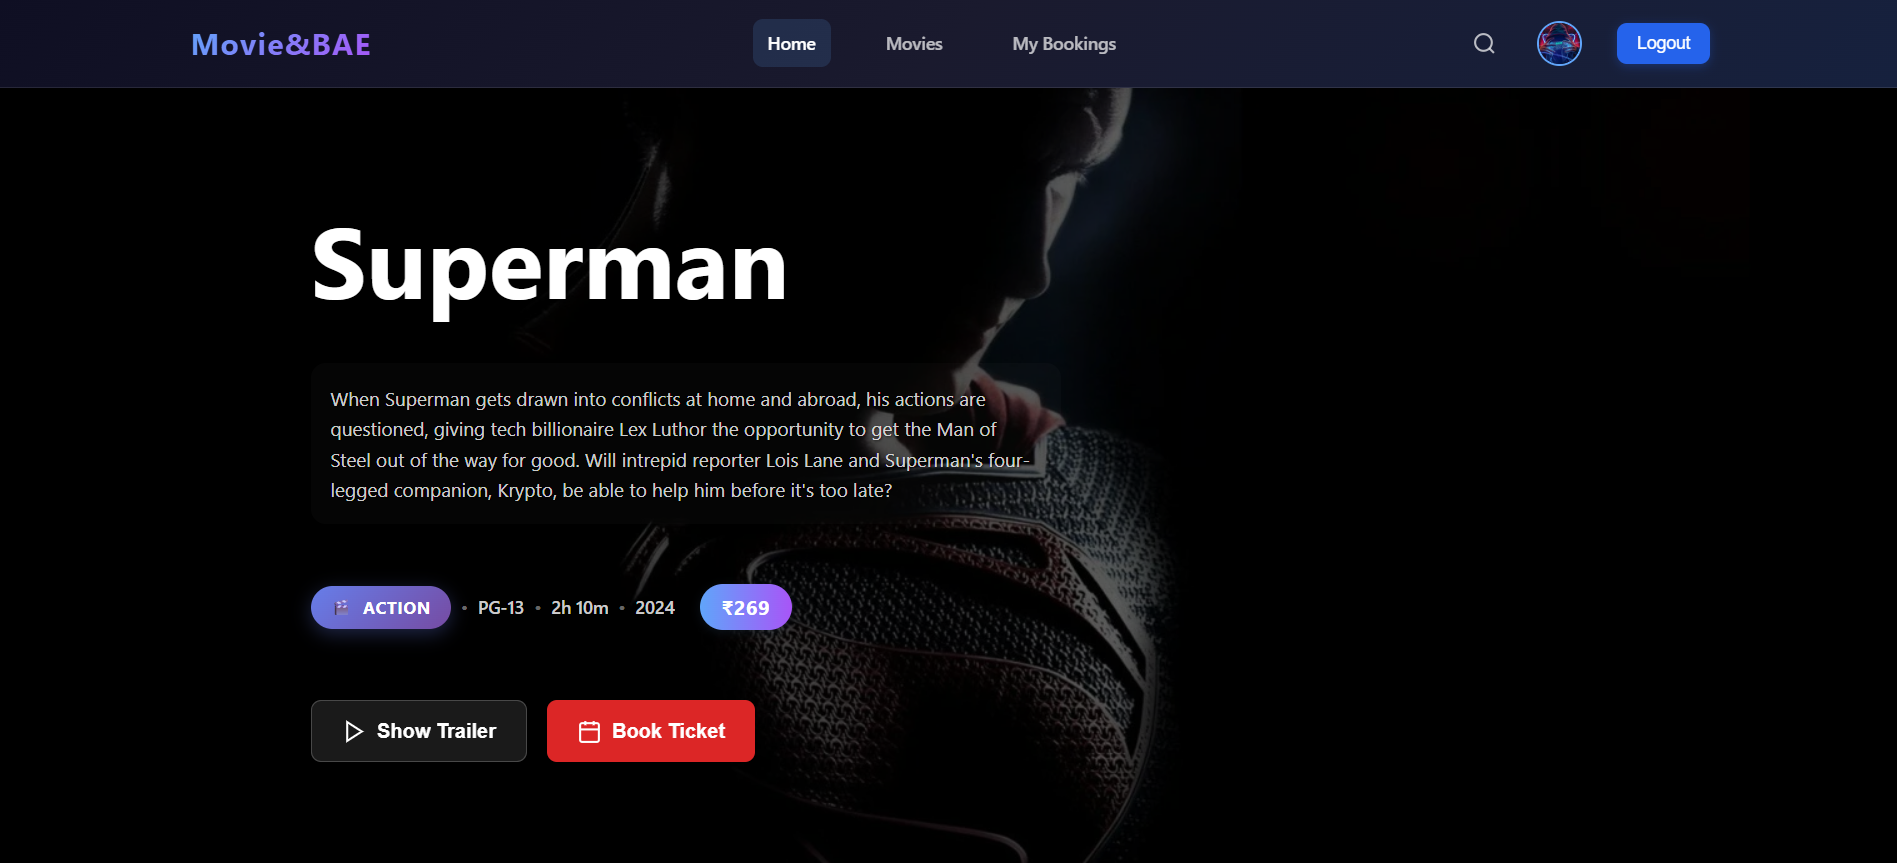 Movie&BAE
Home
Movies
My Bookings
Logout
Superman
When Superman gets drawn into conflicts at home and abroad, his actions are
questioned, giving tech billionaire Lex Luthor the opportunity to get the Man of
Steel out of the way for good. Will intrepid reporter Lois Lane and Superman's four-
legged companion, Krypto, be able to help him before it's too late?
ACTION • PG-13 • 2h 10m • 2024 ₹269
Show Trailer
Book Ticket